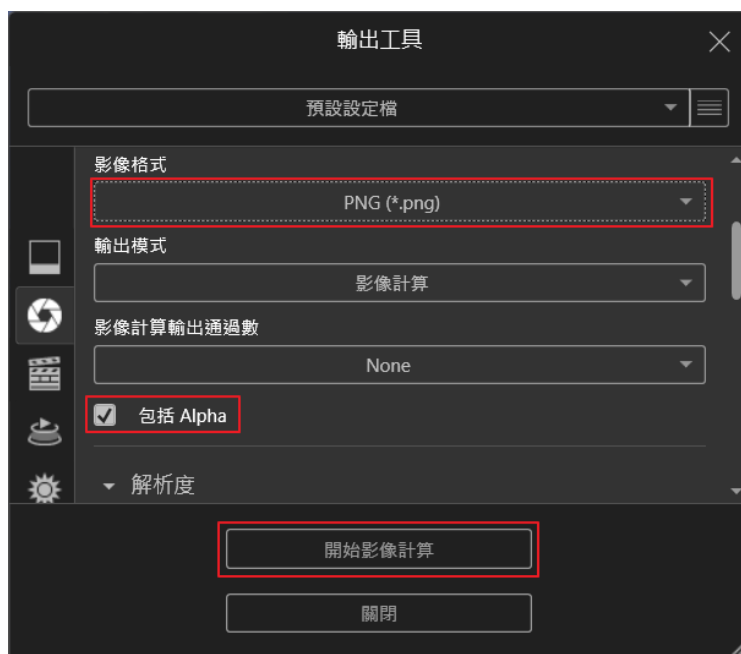 輸出工具
預設設定檔
影像格式
PNG (*.png)
輸出模式
影像計算
影像計算輸出通過數
None
包括 Alpha
解析度
開始影像計算
關閉